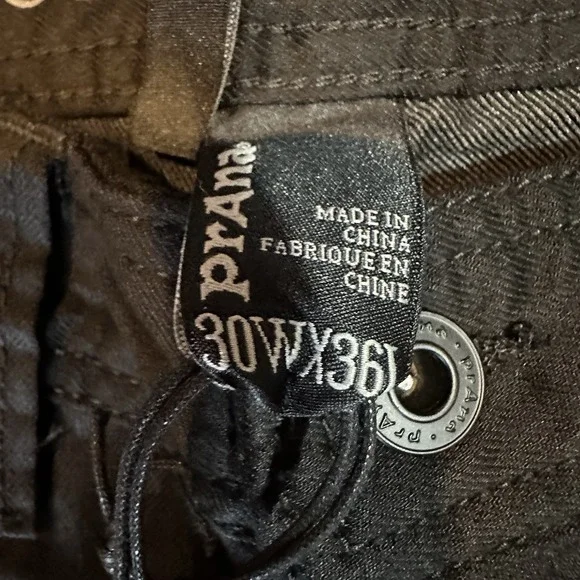 prAna
MADE IN
CHINA
FABRIQUE EN
CHINE
30WX36L
prAna